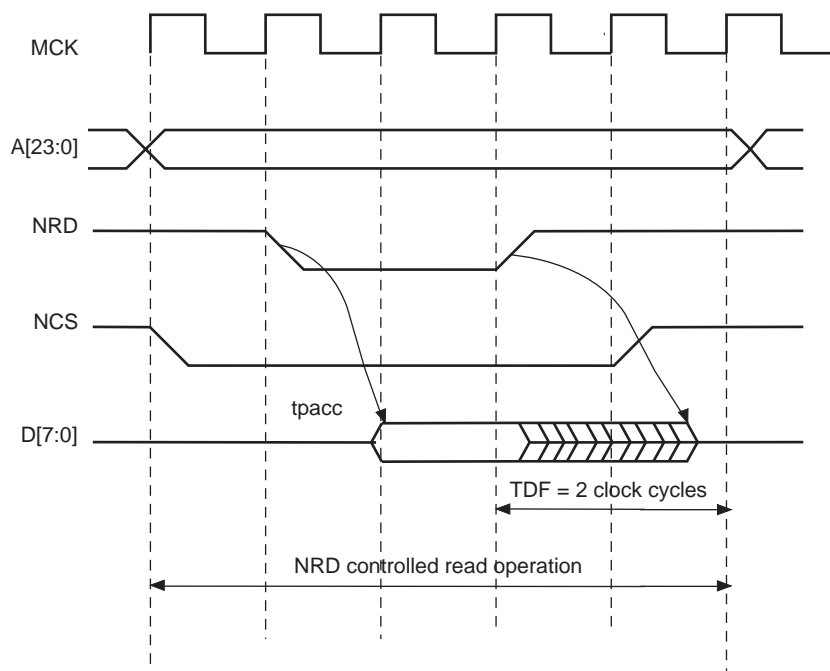 MCK
A[23:0]
NRD
NCS
tpacc
D[7:0]
TDF = 2 clock cycles
NRD controlled read operation